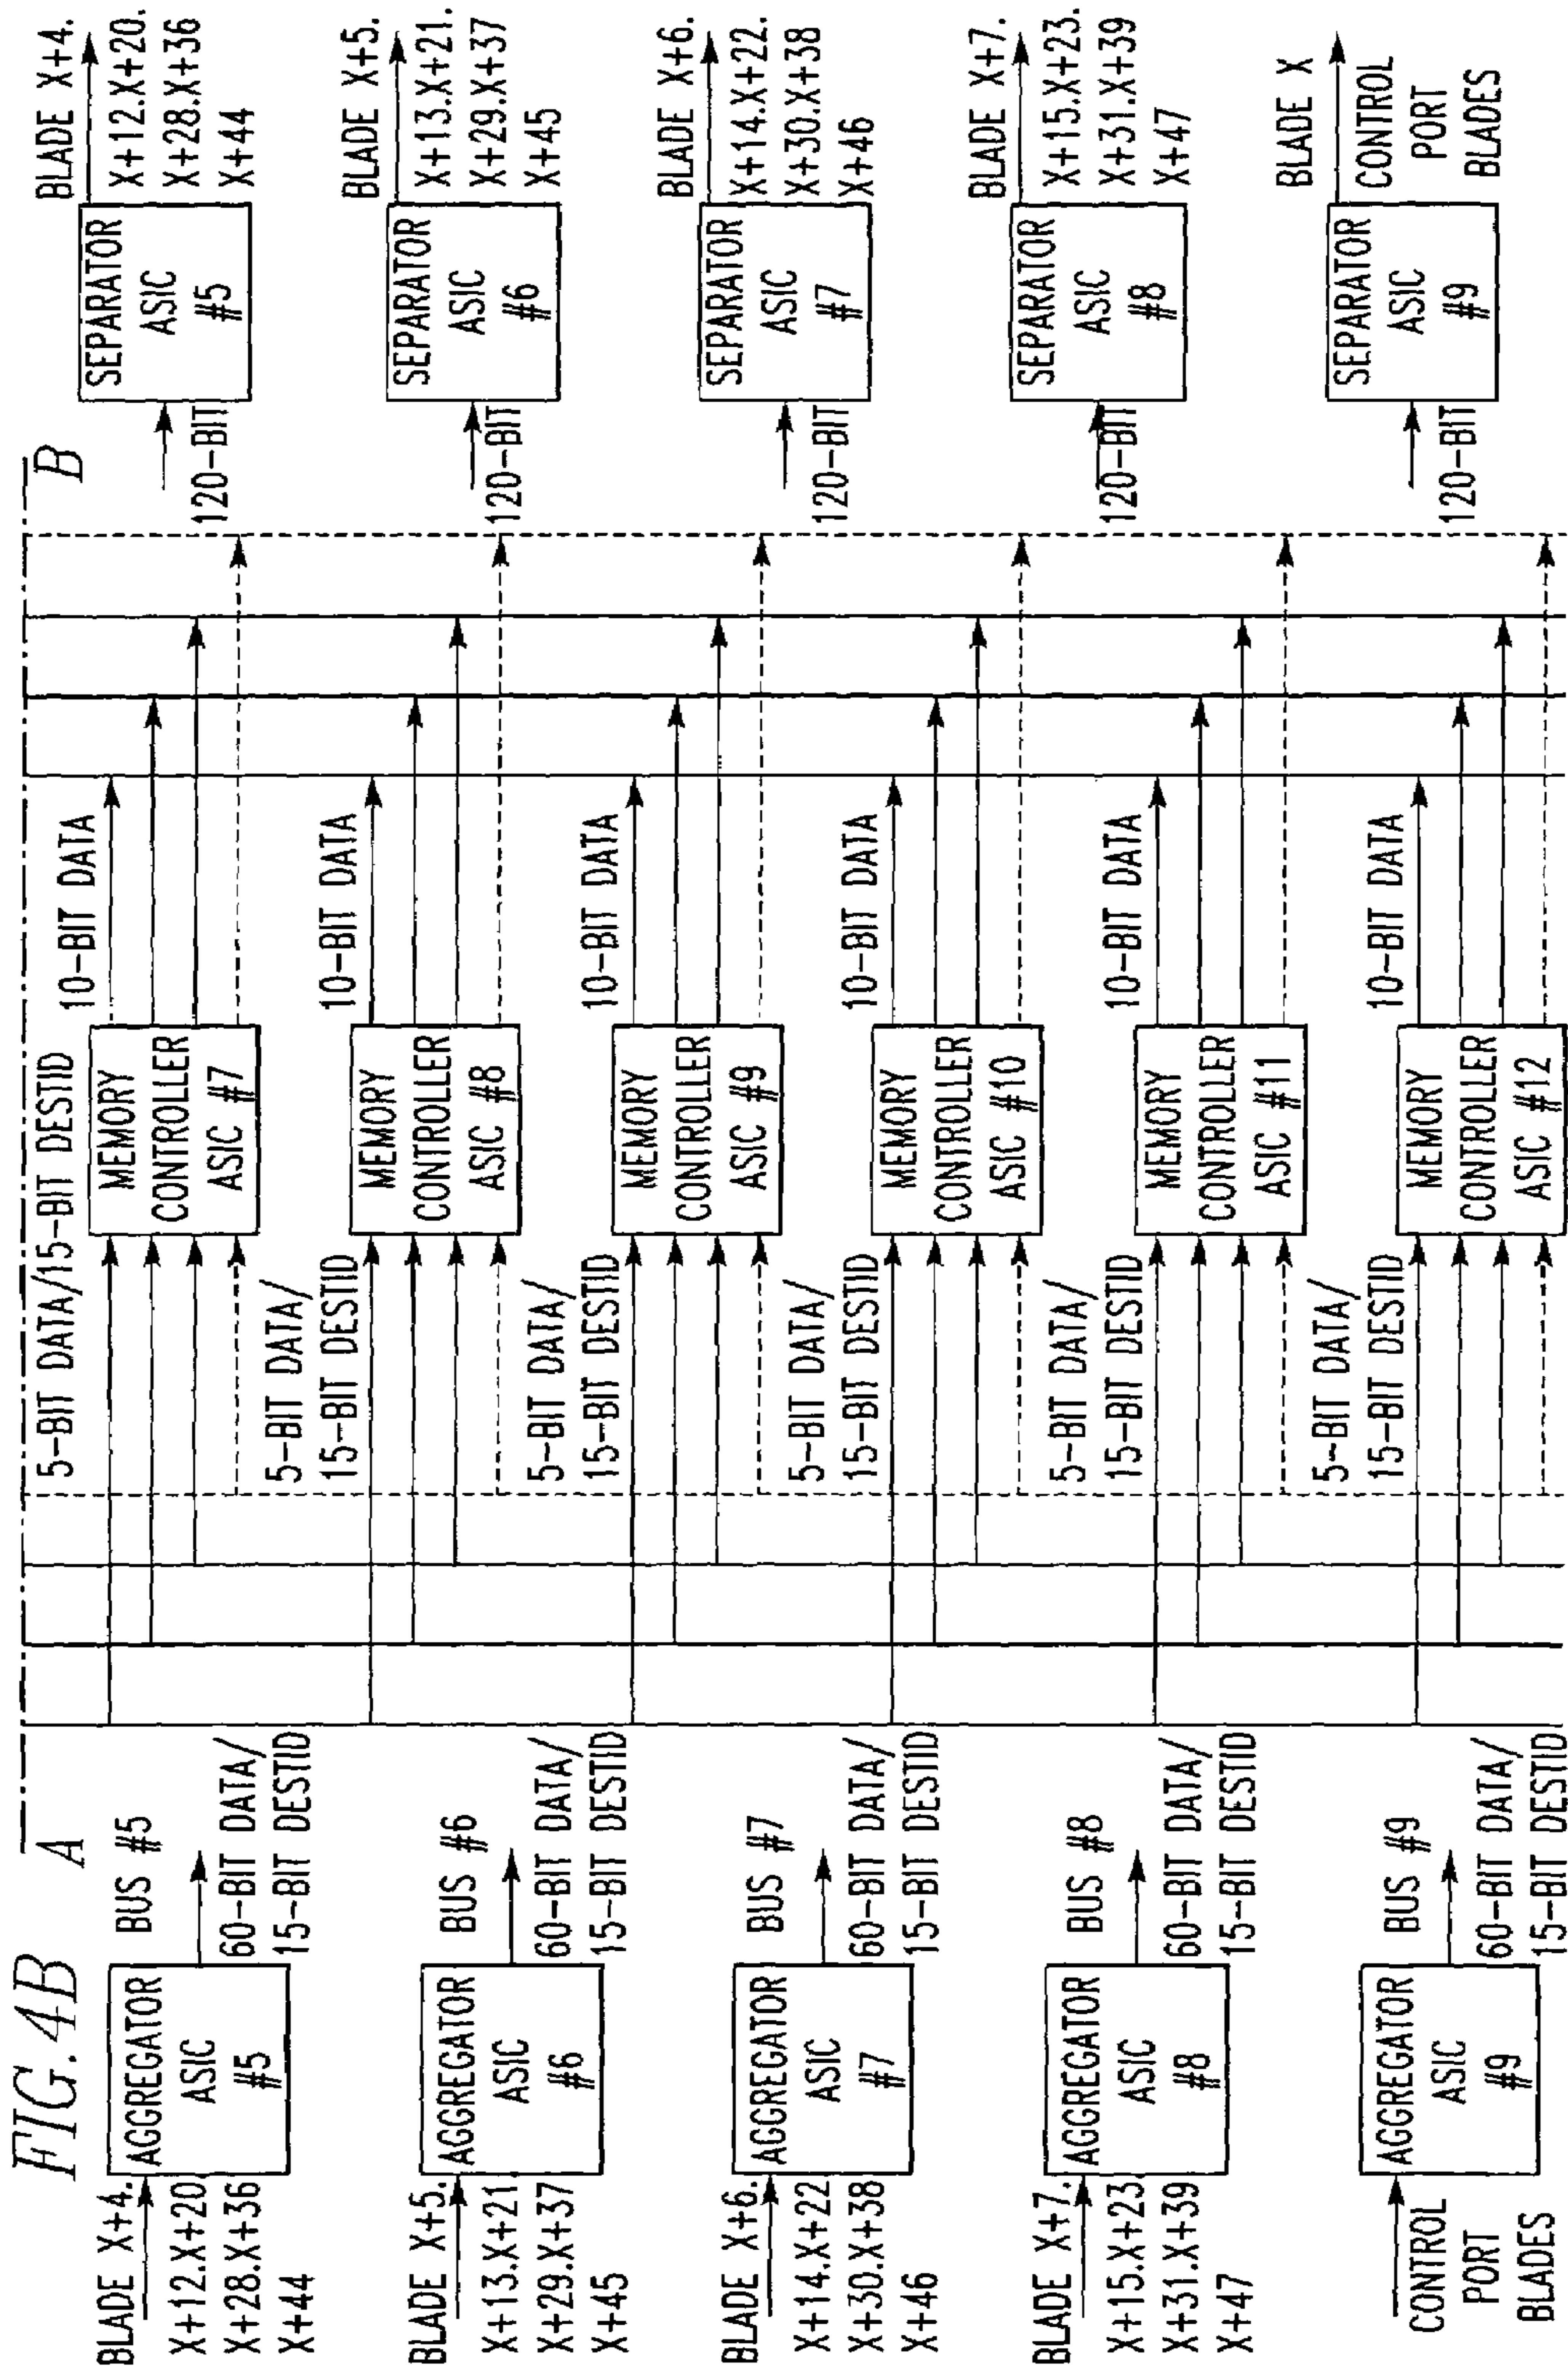 FIG. 4B
A
B
BLADE X+4.
X+12.X+20
X+28.X+36
X+44
AGGREGATOR
ASIC
#5
BUS #5
60-BIT DATA/
15-BIT DESTID
BLADE X+5.
X+13.X+21
X+29.X+37
X+45
AGGREGATOR
ASIC
#6
BUS #6
60-BIT DATA/
15-BIT DESTID
BLADE X+6.
X+14.X+22
X+30.X+38
X+46
AGGREGATOR
ASIC
#7
BUS #7
60-BIT DATA/
15-BIT DESTID
BLADE X+7.
X+15.X+23
X+31.X+39
X+47
AGGREGATOR
ASIC
#8
BUS #8
60-BIT DATA/
15-BIT DESTID
CONTROL
PORT
BLADES
AGGREGATOR
ASIC
#9
BUS #9
60-BIT DATA/
15-BIT DESTID
5-BIT DATA/15-BIT DESTID
MEMORY
CONTROLLER
ASIC #7
10-BIT DATA
5-BIT DATA/
15-BIT DESTID
MEMORY
CONTROLLER
ASIC #8
10-BIT DATA
5-BIT DATA/
15-BIT DESTID
MEMORY
CONTROLLER
ASIC #9
10-BIT DATA
5-BIT DATA/
15-BIT DESTID
MEMORY
CONTROLLER
ASIC #10
10-BIT DATA
5-BIT DATA/
15-BIT DESTID
MEMORY
CONTROLLER
ASIC #11
10-BIT DATA
5-BIT DATA/
15-BIT DESTID
MEMORY
CONTROLLER
ASIC #12
10-BIT DATA
120-BIT
SEPARATOR
ASIC
#5
BLADE X+4.
X+12.X+20.
X+28.X+36
X+44
120-BIT
SEPARATOR
ASIC
#6
BLADE X+5.
X+13.X+21.
X+29.X+37
X+45
120-BIT
SEPARATOR
ASIC
#7
BLADE X+6.
X+14.X+22.
X+30.X+38
X+46
120-BIT
SEPARATOR
ASIC
#8
BLADE X+7.
X+15.X+23.
X+31.X+39
X+47
120-BIT
SEPARATOR
ASIC
#9
BLADE X
CONTROL
PORT
BLADES